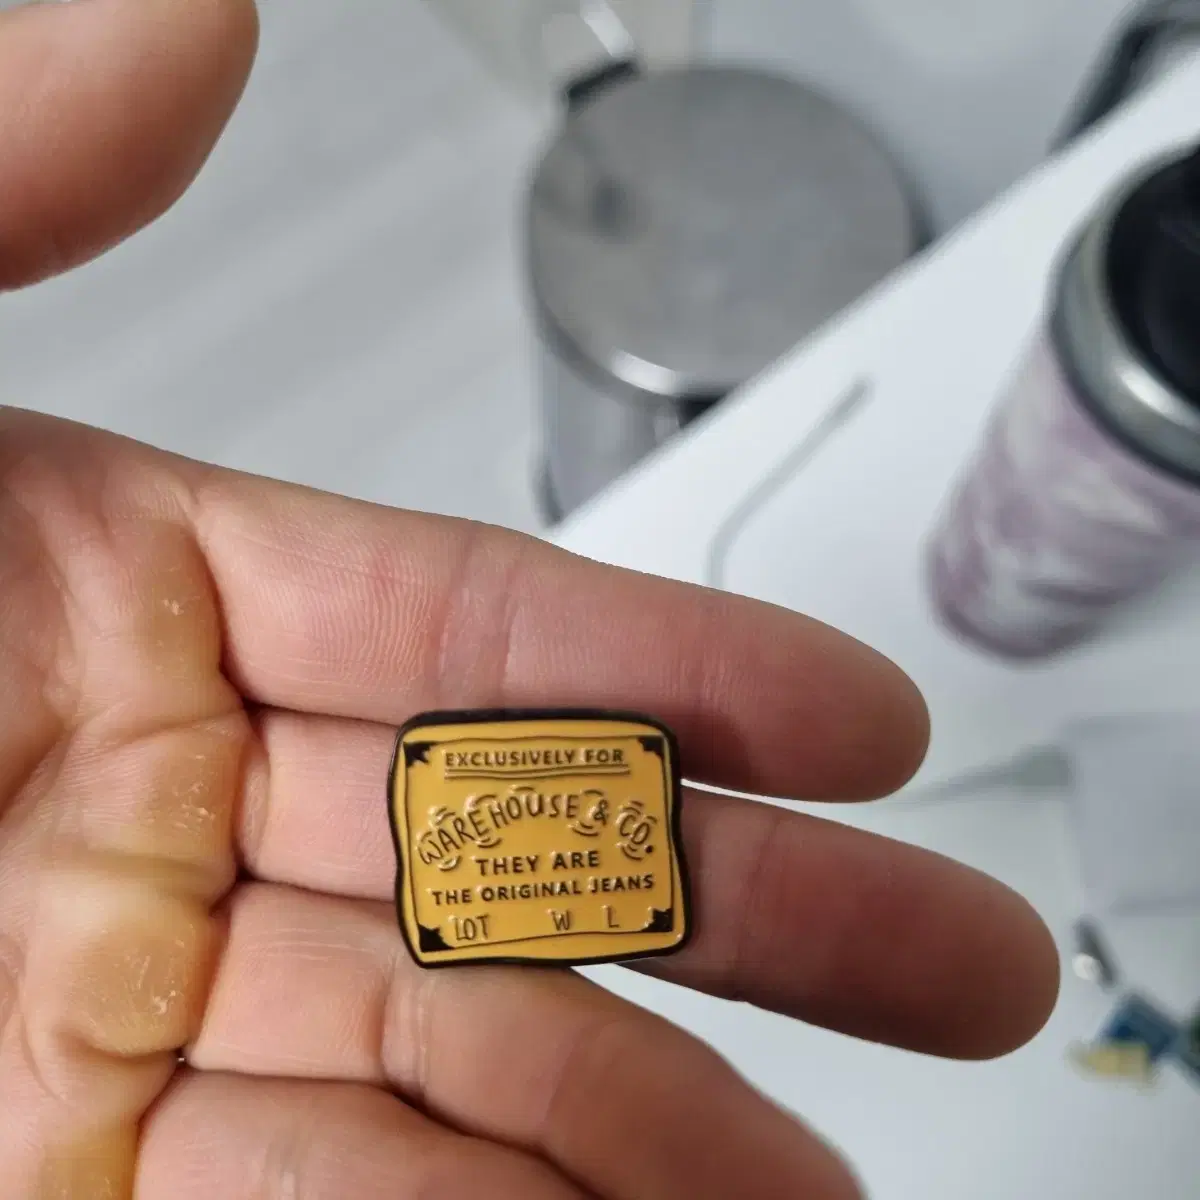 EXCLUSIVELY FOR
WAREHOUSE & CO.
THEY ARE
THE ORIGINAL JEANS
LOT W L